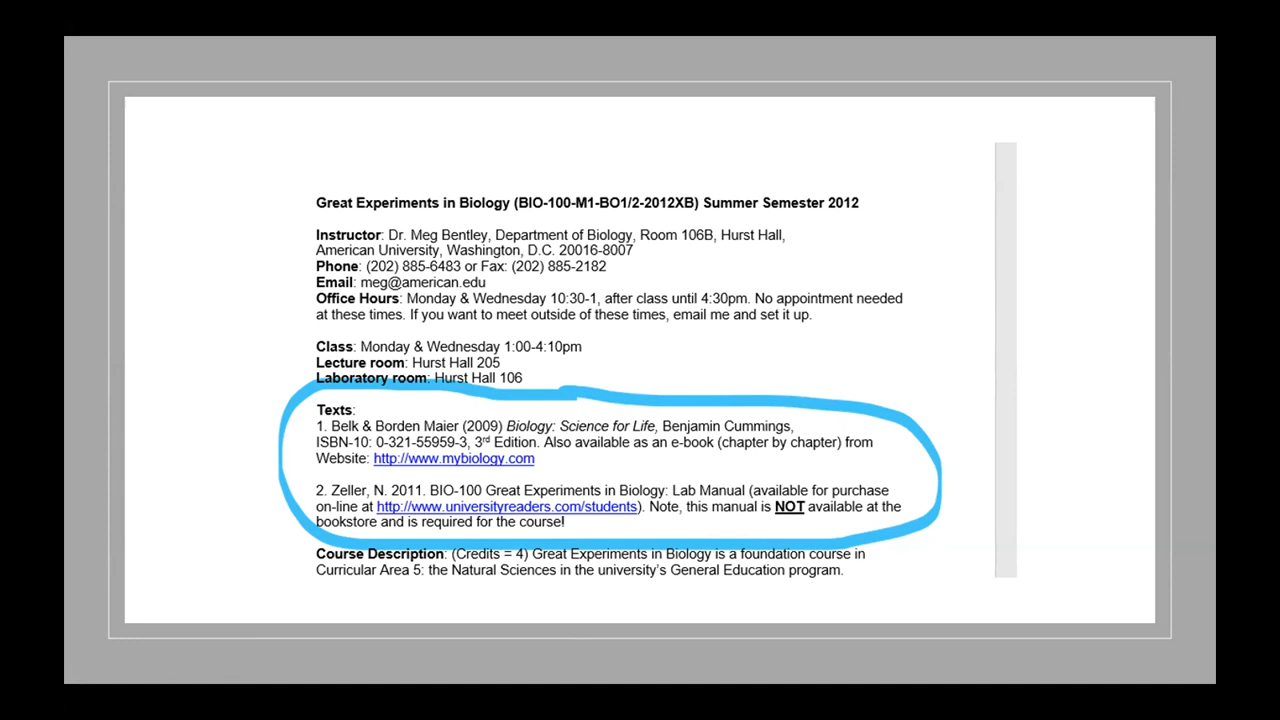 Great Experiments in Biology (BIO-100-M1-BO1/2-2012XB) Summer Semester 2012
Instructor: Dr. Meg Bentley, Department of Biology, Room 106B, Hurst Hall,
American University, Washington, D.C. 20016-8007
Phone: (202) 885-6483 or Fax: (202) 885-2182
Email: meg@american.edu
Office Hours: Monday & Wednesday 10:30-1, after class until 4:30pm. No appointment needed
at these times. If you want to meet outside of these times, email me and set it up.
Class: Monday & Wednesday 1:00-4:10pm
Lecture room: Hurst Hall 205
Laboratory room: Hurst Hall 106
Texts:
1. Belk & Borden Maier (2009) Biology: Science for Life, Benjamin Cummings,
ISBN-10: 0-321-55959-3, 3rd Edition. Also available as an e-book (chapter by chapter) from
Website: http://www.mybiology.com
2. Zeller, N. 2011. BIO-100 Great Experiments in Biology: Lab Manual (available for purchase
on-line at http://www.universityreaders.com/students). Note, this manual is NOT available at the
bookstore and is required for the course!
Course Description: (Credits = 4) Great Experiments in Biology is a foundation course in
Curricular Area 5: the Natural Sciences in the university's General Education program.